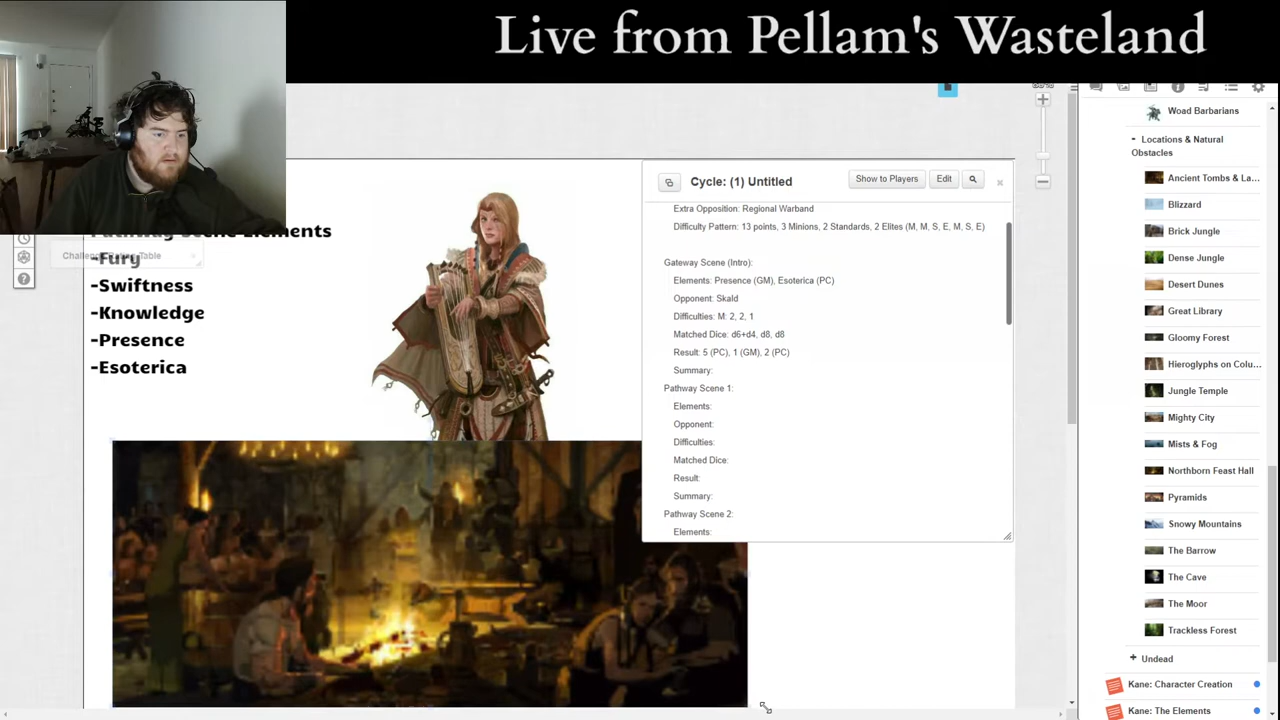 Live from Pellam's Wasteland
-Fury
-Swiftness
-Knowledge
-Presence
-Esoterica
Cycle: (1) Untitled
Show to Players
Edit
Extra Opposition: Regional Warband
Difficulty Pattern: 13 points, 3 Minions, 2 Standards, 2 Elites (M, M, S, E, M, S, E)
Gateway Scene (Intro):
Elements: Presence (GM), Esoterica (PC)
Opponent: Skald
Difficulties: M: 2, 2, 1
Matched Dice: d6+d4, d8, d8
Result: 5 (PC), 1 (GM), 2 (PC)
Summary:
Pathway Scene 1:
Elements:
Opponent:
Difficulties:
Matched Dice:
Result:
Summary:
Pathway Scene 2:
Elements:
Woad Barbarians
Locations & Natural
Obstacles
Ancient Tombs & La...
Blizzard
Brick Jungle
Dense Jungle
Desert Dunes
Great Library
Gloomy Forest
Hieroglyphs on Colu...
Jungle Temple
Mighty City
Mists & Fog
Northborn Feast Hall
Pyramids
Snowy Mountains
The Barrow
The Cave
The Moor
Trackless Forest
Undead
Kane: Character Creation
Kane: The Elements